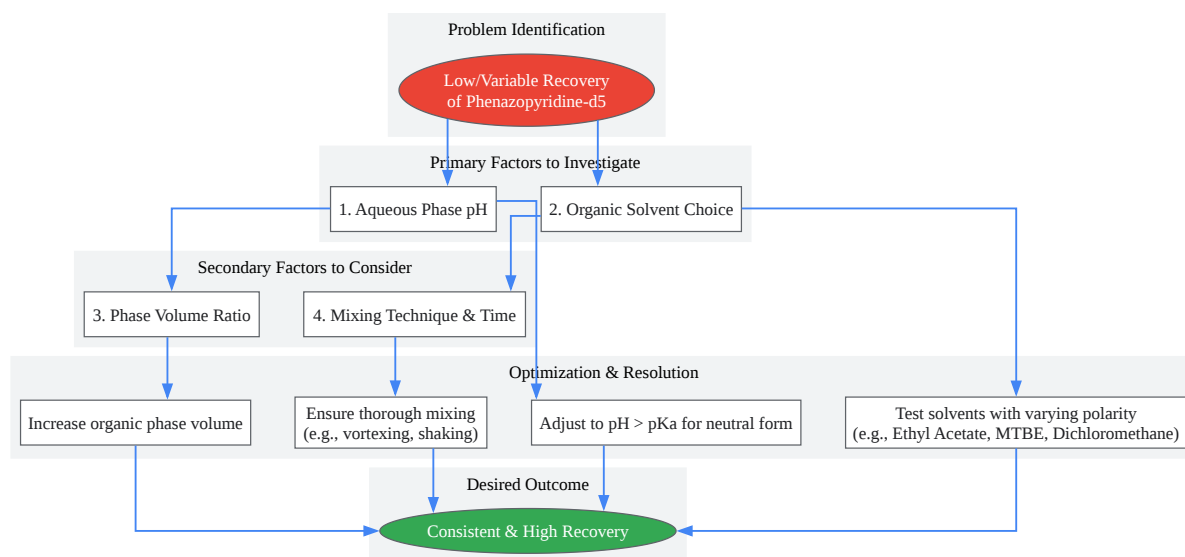 Problem Identification
Low/Variable Recovery
of Phenazopyridine-d5
Primary Factors to Investigate
1. Aqueous Phase pH
2. Organic Solvent Choice
Secondary Factors to Consider
3. Phase Volume Ratio
4. Mixing Technique & Time
Optimization & Resolution
Increase organic phase volume
Ensure thorough mixing
(e.g., vortexing, shaking)
Adjust to pH > pKa for neutral form
Test solvents with varying polarity
(e.g., Ethyl Acetate, MTBE, Dichloromethane)
Desired Outcome
Consistent & High Recovery